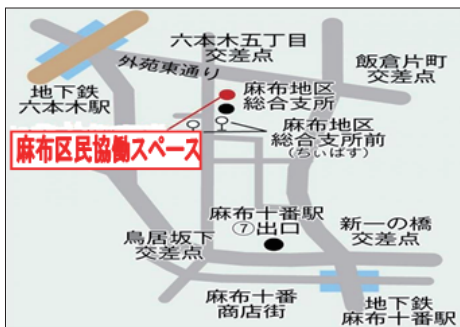 六本木五丁目
交差点
外苑東通り
飯倉片町
交差点
地下鉄
六本木駅
麻布地区
総合支所
麻布地区
総合支所前
(ちぃばす)
麻布区民協働スペース
麻布十番駅
⑦出口
新一の橋
交差点
鳥居坂下
交差点
麻布十番
商店街
地下鉄
麻布十番駅